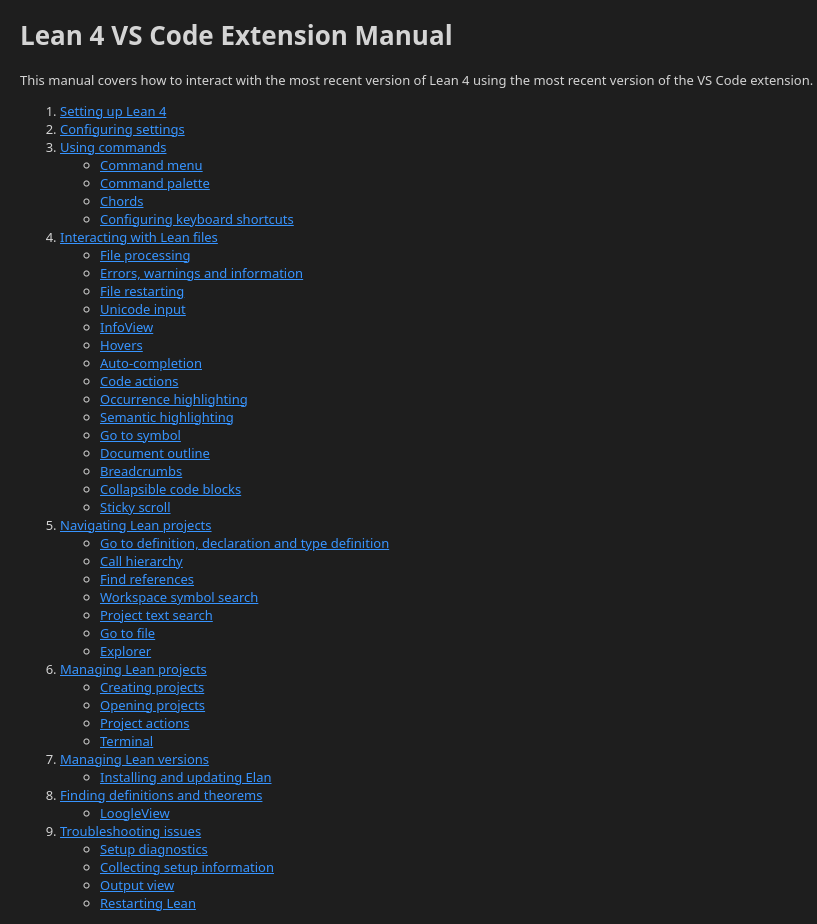 Lean 4 VS Code Extension Manual
This manual covers how to interact with the most recent version of Lean 4 using the most recent version of the VS Code extension.
1. Setting up Lean 4
2. Configuring settings
3. Using commands
Command menu
Command palette
Chords
Configuring keyboard shortcuts
4. Interacting with Lean files
File processing
Errors, warnings and information
File restarting
Unicode input
InfoView
Hovers
Auto-completion
Code actions
Occurrence highlighting
Semantic highlighting
Go to symbol
Document outline
Breadcrumbs
Collapsible code blocks
Sticky scroll
5. Navigating Lean projects
Go to definition, declaration and type definition
Call hierarchy
Find references
Workspace symbol search
Project text search
Go to file
Explorer
6. Managing Lean projects
Creating projects
Opening projects
Project actions
Terminal
7. Managing Lean versions
Installing and updating Elan
8. Finding definitions and theorems
LoogleView
9. Troubleshooting issues
Setup diagnostics
Collecting setup information
Output view
Restarting Lean